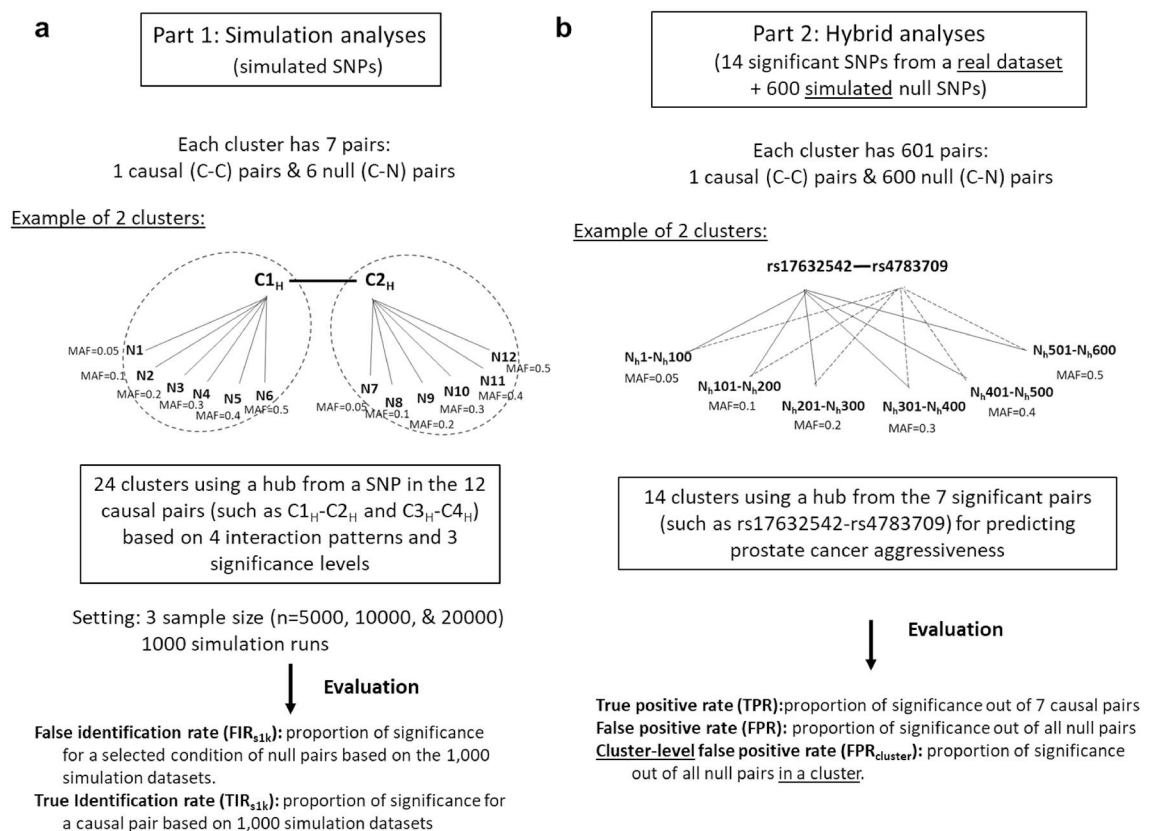 a
Part 1: Simulation analyses
(simulated SNPs)
Each cluster has 7 pairs:
1 causal (C-C) pairs & 6 null (C-N) pairs
Example of 2 clusters:
C1H
C2H
N1
MAF=0.05
N2
MAF=0.1
N3
MAF=0.2
N4
MAF=0.3
N5
MAF=0.4
N6
MAF=0.5
N7
MAF=0.05
N8
MAF=0.1
N9
MAF=0.2
N10
MAF=0.3
N11
MAF=0.4
N12
MAF=0.5
24 clusters using a hub from a SNP in the 12
causal pairs (such as C1H-C2H and C3H-C4H)
based on 4 interaction patterns and 3
significance levels
Setting: 3 sample size (n=5000, 10000, & 20000)
1000 simulation runs
Evaluation
False identification rate (FIRs1k): proportion of significance
for a selected condition of null pairs based on the 1,000
simulation datasets.
True Identification rate (TIRs1k): proportion of significance for
a causal pair based on 1,000 simulation datasets
b
Part 2: Hybrid analyses
(14 significant SNPs from a real dataset
+ 600 simulated null SNPs)
Each cluster has 601 pairs:
1 causal (C-C) pairs & 600 null (C-N) pairs
Example of 2 clusters:
rs17632542—rs4783709
Nh1-Nh100
MAF=0.05
Nh101-Nh200
MAF=0.1
Nh201-Nh300
MAF=0.2
Nh301-Nh400
MAF=0.3
Nh401-Nh500
MAF=0.4
Nh501-Nh600
MAF=0.5
14 clusters using a hub from the 7 significant pairs
(such as rs17632542-rs4783709) for predicting
prostate cancer aggressiveness
Evaluation
True positive rate (TPR):proportion of significance out of 7 causal pairs
False positive rate (FPR): proportion of significance out of all null pairs
Cluster-level false positive rate (FPRcluster): proportion of significance
out of all null pairs in a cluster.